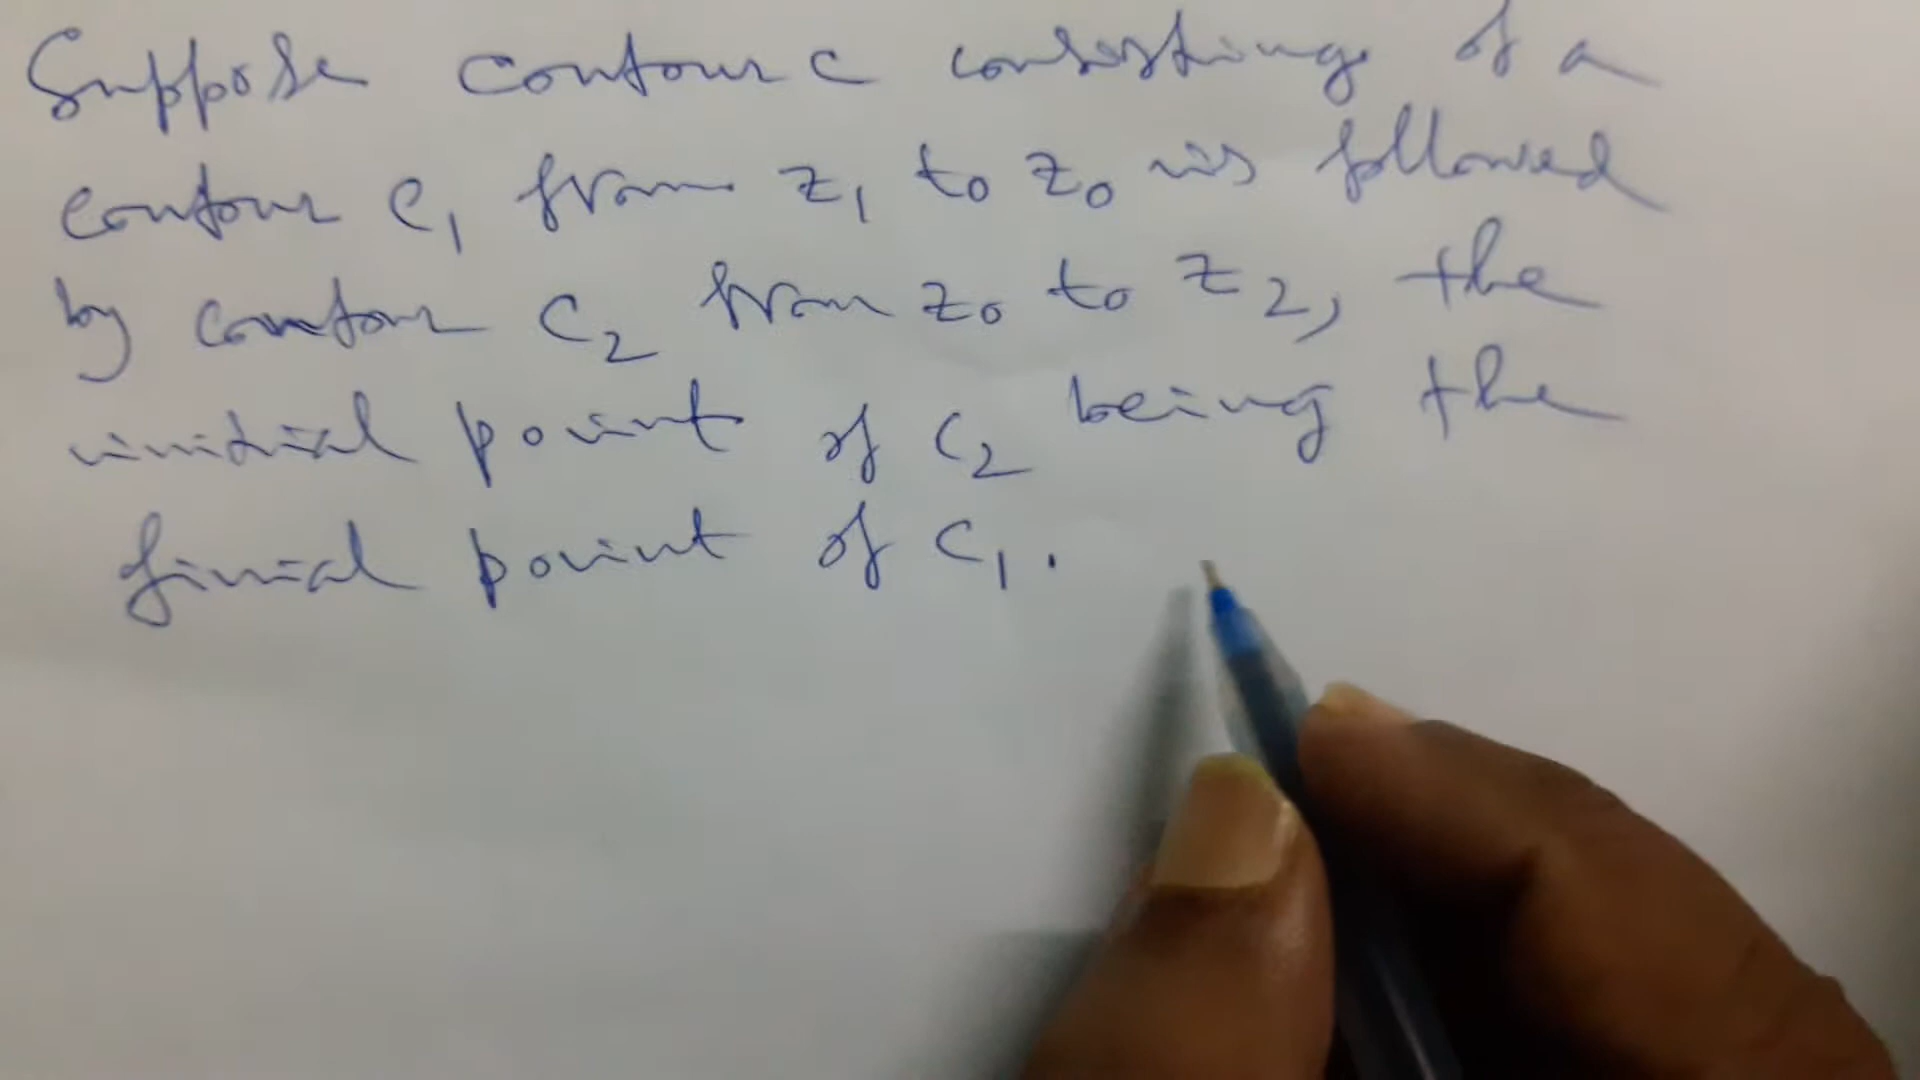 Suppose contour c consisting of a
contour c₁ from z₁ to z₀ is followed
by contour c₂ from z₀ to z₂, the
initial point of c₂ being the
finial point of c₁.